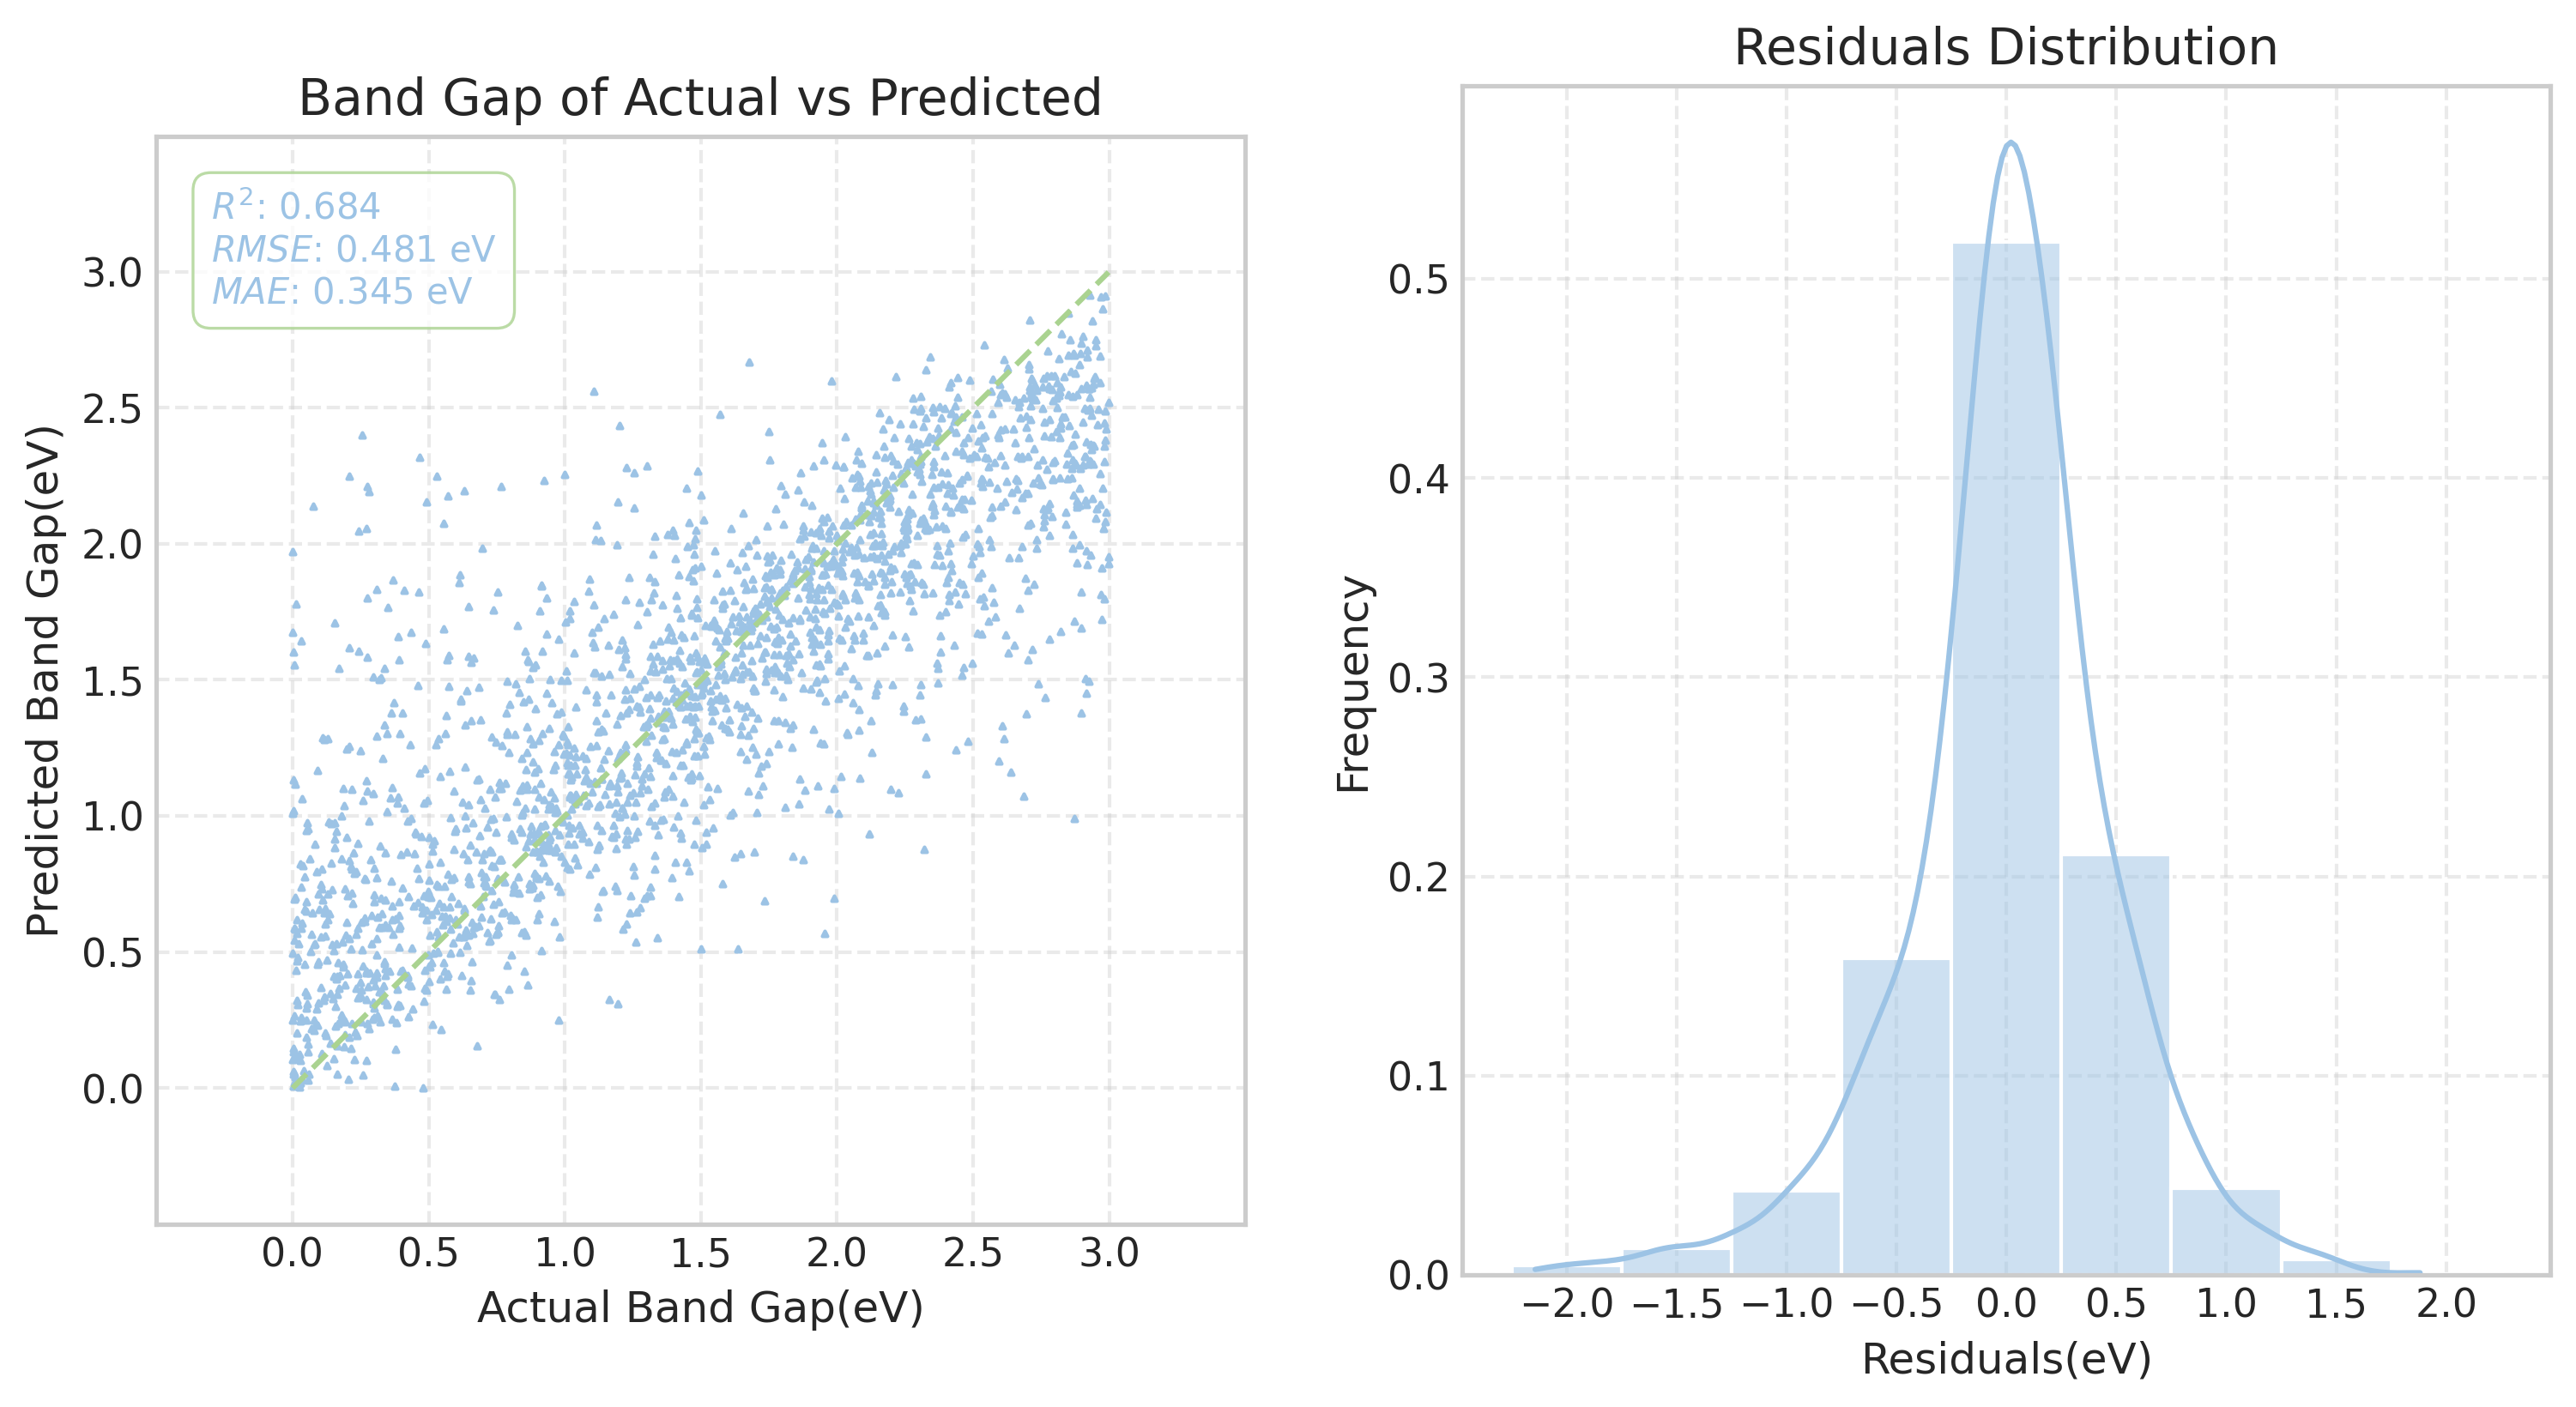 Band Gap of Actual vs Predicted
R²: 0.684
RMSE: 0.481 eV
MAE: 0.345 eV
Predicted Band Gap(eV)
3.0
2.5
2.0
1.5
1.0
0.5
0.0
0.0 0.5 1.0 1.5 2.0 2.5 3.0
Actual Band Gap(eV)
Residuals Distribution
Frequency
0.5
0.4
0.3
0.2
0.1
0.0
−2.0 −1.5 −1.0 −0.5 0.0 0.5 1.0 1.5 2.0
Residuals(eV)